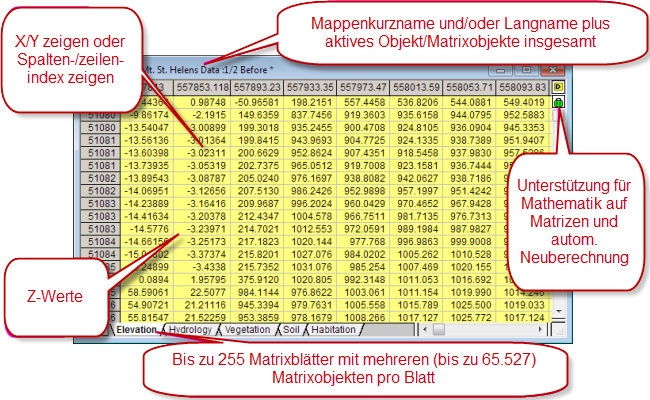 Mappenkurzname und/oder Langname plus
aktives Objekt/Matrixobjekte insgesamt
X/Y zeigen oder
Spalten-/zeilen-
index zeigen
Mt. St. Helens Data :1/2 Before *
557853.118 557893.23 557933.35 557973.47 558013.59 558053.71 558093.83 D
0.98748 -50.96581 198.2151 557.4458 536.8206 544.0881 549.4019
51080 -9.86174 -2.1915 149.6359 837.7456 919.3603 935.6158 944.0795 952.5883
51080 -13.54047 -3.00899 199.3018 935.2455 900.4708 924.8105 936.0904 945.3353
51081 -13.56136 -3.01364 199.8445 943.9693 904.7725 924.1335 938.7389 951.9407
51081 -13.60398 -3.02311 200.6629 952.8624 907.4351 918.5458 937.9830
51081 -13.73935 -3.05319 202.7375 965.0512 919.7008 923.1581 936.7444
51082 -13.89543 -3.08787 205.0240 976.1697 938.8042 942.0627 938.7186
51082 -14.06951 -3.12656 207.5130 986.2426 952.9898 957.1997 951.4242
51082 -14.23889 -3.16416 209.9687 996.2024 960.0429 970.4652 967.9428
51083 -14.41634 -3.20378 212.4347 1004.578 966.7511 981.7135 976.7313
51084 -14.5776 -3.23971 214.7021 1012.553 972.0591 989.1984 987.9827
51084 -14.66156 -3.25173 217.1823 1020.144 977.768 996.9863 999.9008
-3.37374 215.8201 1027.076 984.0202 1005.262 1010.528
-3.4338 215.7352 1031.076 985.254 1007.469 1020.155
0.0894 1.95795 375.9120 1020.805 992.3148 1011.053 1016.692
58.59061 22.5077 984.1144 976.8622 1003.061 1011.154 1019.990 1014.246
54.90725 21.21116 945.3394 979.7631 1005.558 1015.789 1025.500 1019.033
55.81547 21.52259 953.3859 978.1679 1008.266 1017.127 1025.772 1017.124
Elevation Hydrology Vegetation Soil Habitation
Z-Werte
Unterstützung für
Mathematik auf
Matrizen und
autom.
Neuberechnung
Bis zu 255 Matrixblätter mit mehreren (bis zu 65.527)
Matrixobjekten pro Blatt